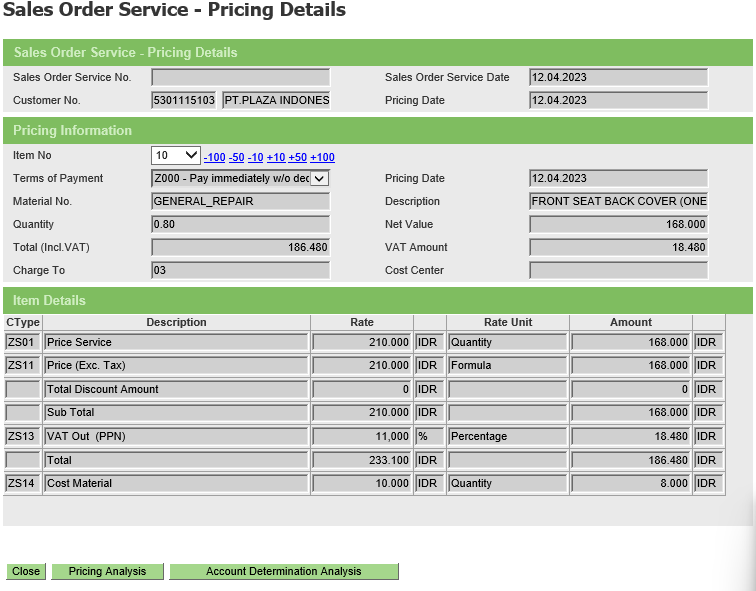 Sales Order Service - Pricing Details
Sales Order Service - Pricing Details
Sales Order Service No. Sales Order Service Date 12.04.2023
Customer No. 5301115103 PT.PLAZA INDONES Pricing Date 12.04.2023
Pricing Information
Item No 10 -100 -50 -10 +10 +50 +100
Terms of Payment Z000 - Pay immediately w/o dec Pricing Date 12.04.2023
Material No. GENERAL_REPAIR Description FRONT SEAT BACK COVER (ONE
Quantity 0.80 Net Value 168.000
Total (Incl.VAT) 186.480 VAT Amount 18.480
Charge To 03 Cost Center
Item Details
CType Description Rate Rate Unit Amount
ZS01 Price Service 210.000 IDR Quantity 168.000 IDR
ZS11 Price (Exc. Tax) 210.000 IDR Formula 168.000 IDR
Total Discount Amount 0 IDR 0 IDR
Sub Total 210.000 IDR 168.000 IDR
ZS13 VAT Out (PPN) 11,000 % Percentage 18.480 IDR
Total 233.100 IDR 186.480 IDR
ZS14 Cost Material 10.000 IDR Quantity 8.000 IDR
Close Pricing Analysis Account Determination Analysis